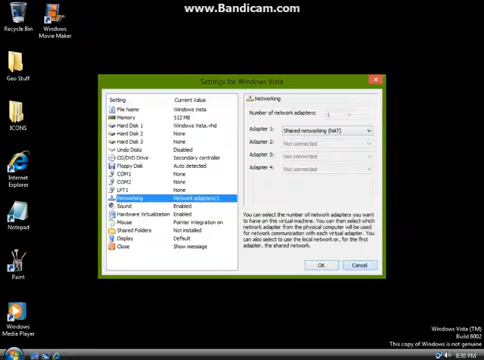 www.Bandicam.com
Recycle Bin
Windows Movie Maker
Geo Stuff
ICONS
Internet Explorer
Notepad
Paint
Windows Media Player
Settings for Windows Vista
Setting Current Value
File Name Windows Vista
Memory 512 MB
Hard Disk 1 Windows Vista.vhd
Hard Disk 2 None
Hard Disk 3 None
Undo Disks Disabled
CD/DVD Drive Secondary controller
Floppy Disk Auto detected
COM1 None
COM2 None
LPT1 None
Networking Network adapters:1
Sound Enabled
Hardware Virtualization Enabled
Mouse Pointer integration on
Shared Folders Not installed
Display Default
Close Show message
Networking
Number of network adapters: 1
Adapter 1: Shared networking (NAT)
Adapter 2: Not connected
Adapter 3: Not connected
Adapter 4: Not connected
You can select the number of network adapters you want
to have on this virtual machine. You can then select which
network adapter from the physical computer will be used
for network communication with each virtual adapter. You
can also select to use the local network or, for the first
adapter, the shared network.
OK Cancel
Windows Vista (TM)
Build 6002
This copy of Windows is not genuine
8:30 PM